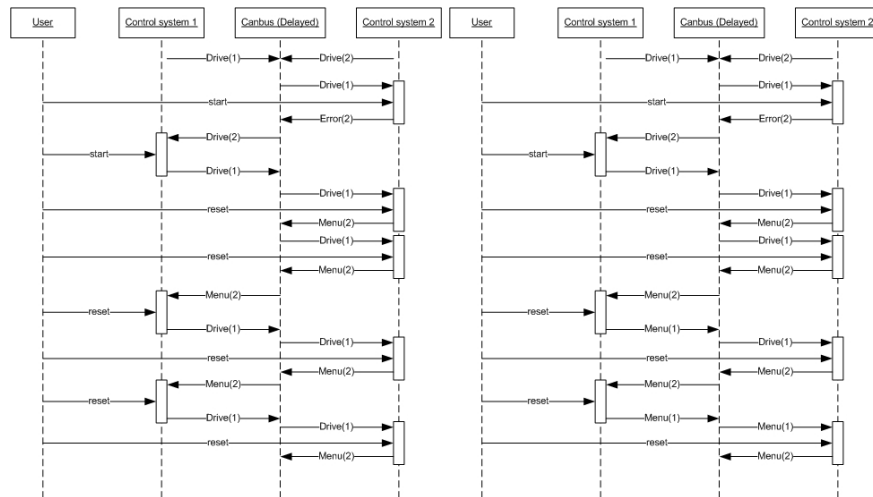 User Control system 1 Canbus (Delayed) Control system 2 User Control system 1 Canbus (Delayed) Control system 2
Drive(1) Drive(2) Drive(1) Drive(2)
Drive(1) Drive(1)
start start
Error(2) Error(2)
Drive(2) Drive(2)
start start
Drive(1) Drive(1)
Drive(1) Drive(1)
reset reset
Menu(2) Menu(2)
Drive(1) Drive(1)
reset reset
Menu(2) Menu(2)
Menu(2) Menu(2)
reset reset
Drive(1) Menu(1)
Drive(1) Drive(1)
reset reset
Menu(2) Menu(2)
Menu(2) Menu(2)
reset reset
Drive(1) Menu(1)
Drive(1) Menu(1)
reset reset
Menu(2) Menu(2)